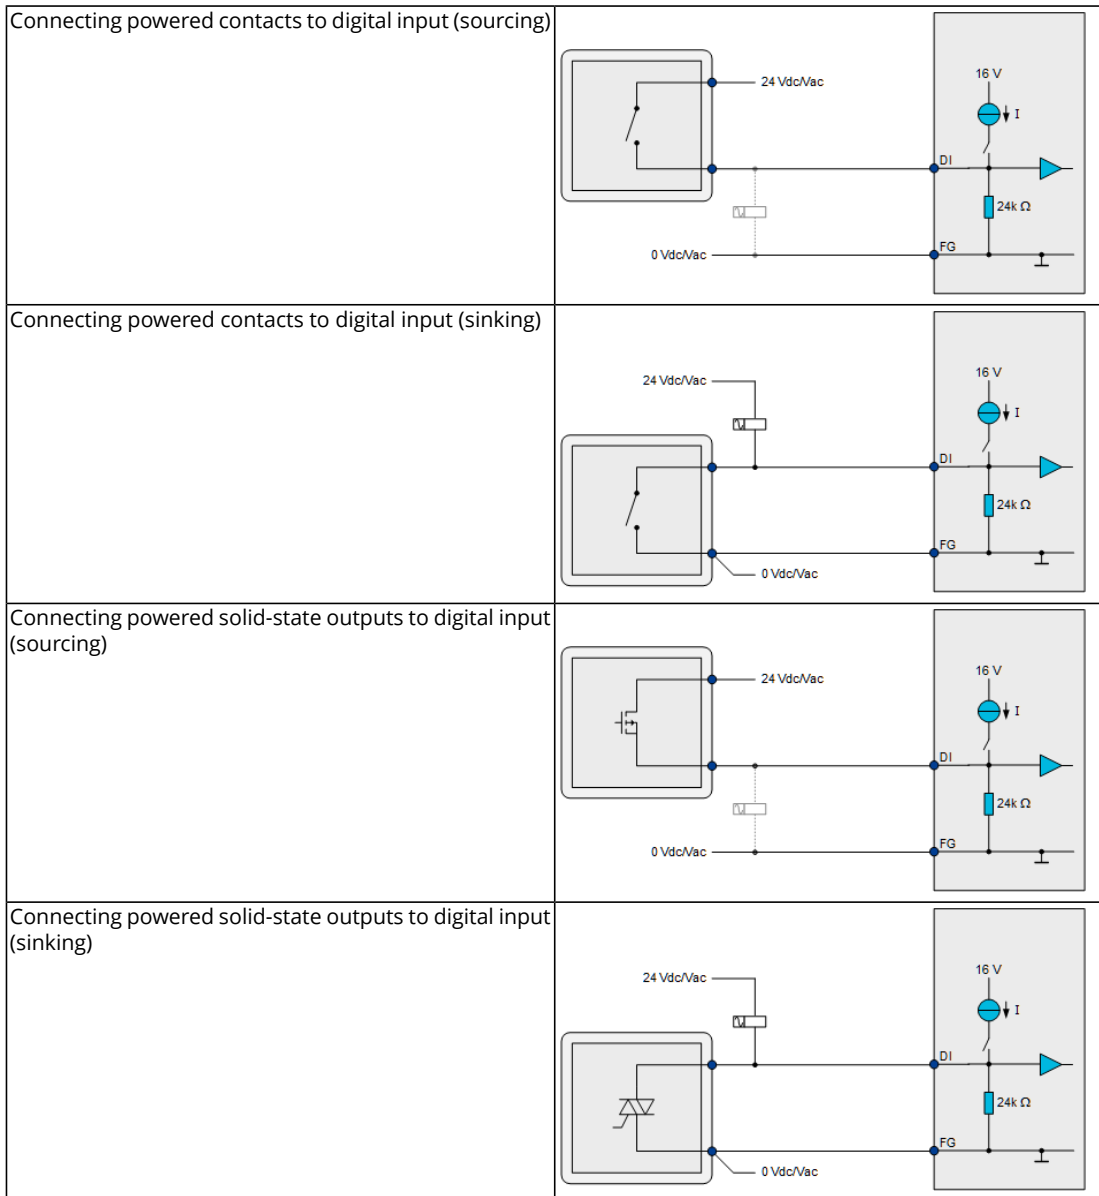 Connecting powered contacts to digital input (sourcing)
24 Vdc/Vac
16 V
I
DI
24k Ω
0 Vdc/Vac
FG
Connecting powered contacts to digital input (sinking)
24 Vdc/Vac
16 V
I
DI
24k Ω
FG
0 Vdc/Vac
Connecting powered solid-state outputs to digital input
(sourcing)
24 Vdc/Vac
16 V
I
DI
24k Ω
0 Vdc/Vac
FG
Connecting powered solid-state outputs to digital input
(sinking)
24 Vdc/Vac
16 V
I
DI
24k Ω
FG
0 Vdc/Vac